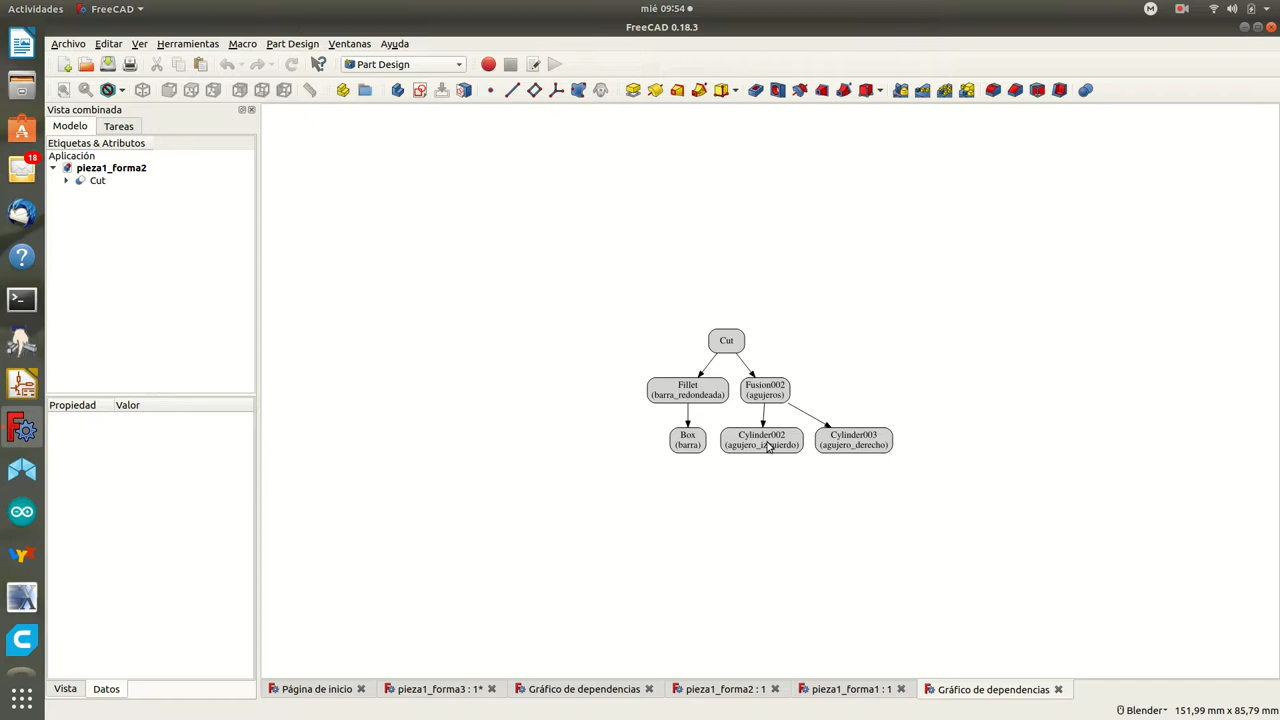 Actividades
FreeCAD
mié 09:54
FreeCAD 0.18.3
Archivo Editar Ver Herramientas Macro Part Design Ventanas Ayuda
Part Design
Vista combinada
Modelo Tareas
Etiquetas & Atributos
Aplicación
pieza1_forma2
Cut
18
Cut
Fillet
(barra_redondeada)
Fusion002
(agujeros)
Box
(barra)
Cylinder002
(agujero_izquierdo)
Cylinder003
(agujero_derecho)
Propiedad Valor
Vista Datos
Página de inicio
pieza1_forma3 : 1*
Gráfico de dependencias
pieza1_forma2 : 1
pieza1_forma1 : 1
Gráfico de dependencias
Blender 151,99 mm x 85,79 mm